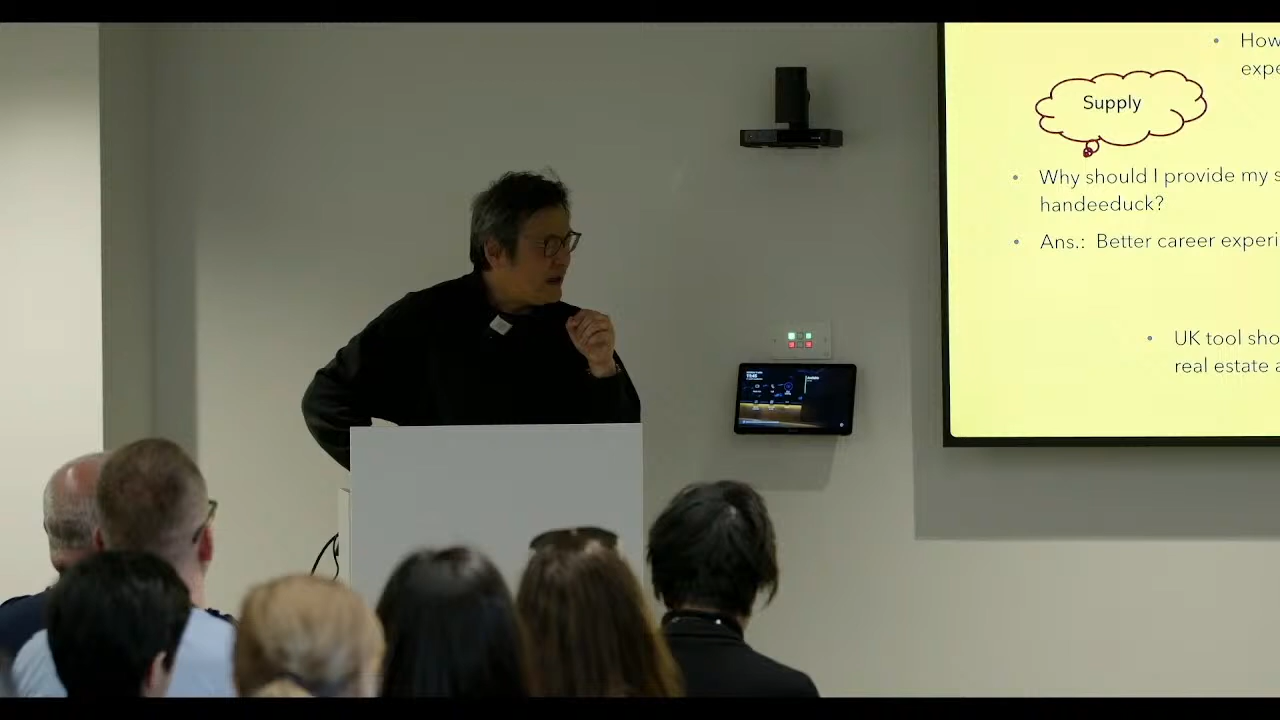 • How
expe
Supply
• Why should I provide my s
handeeduck?
• Ans.: Better career experi
• UK tool sho
real estate a